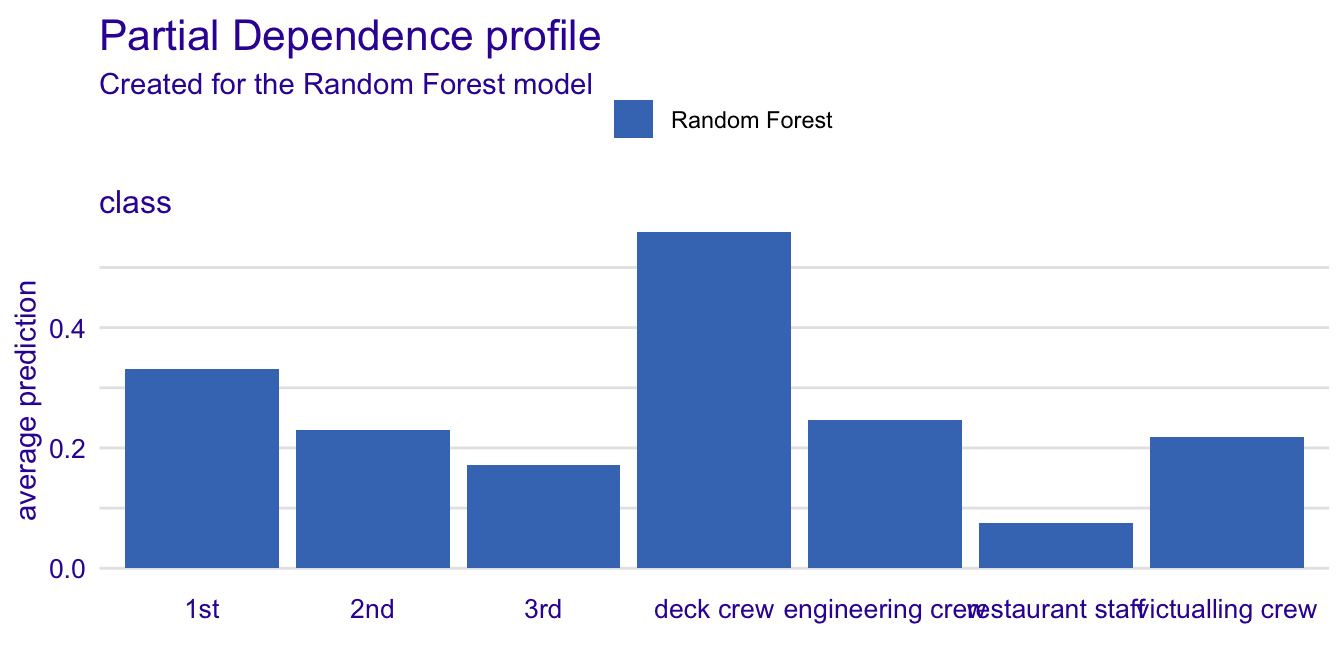 Partial Dependence profile
Created for the Random Forest model
Random Forest
class
average prediction
0.4
0.2
0.0
1st 2nd 3rd deck crew engineering crew restaurant staff victualling crew